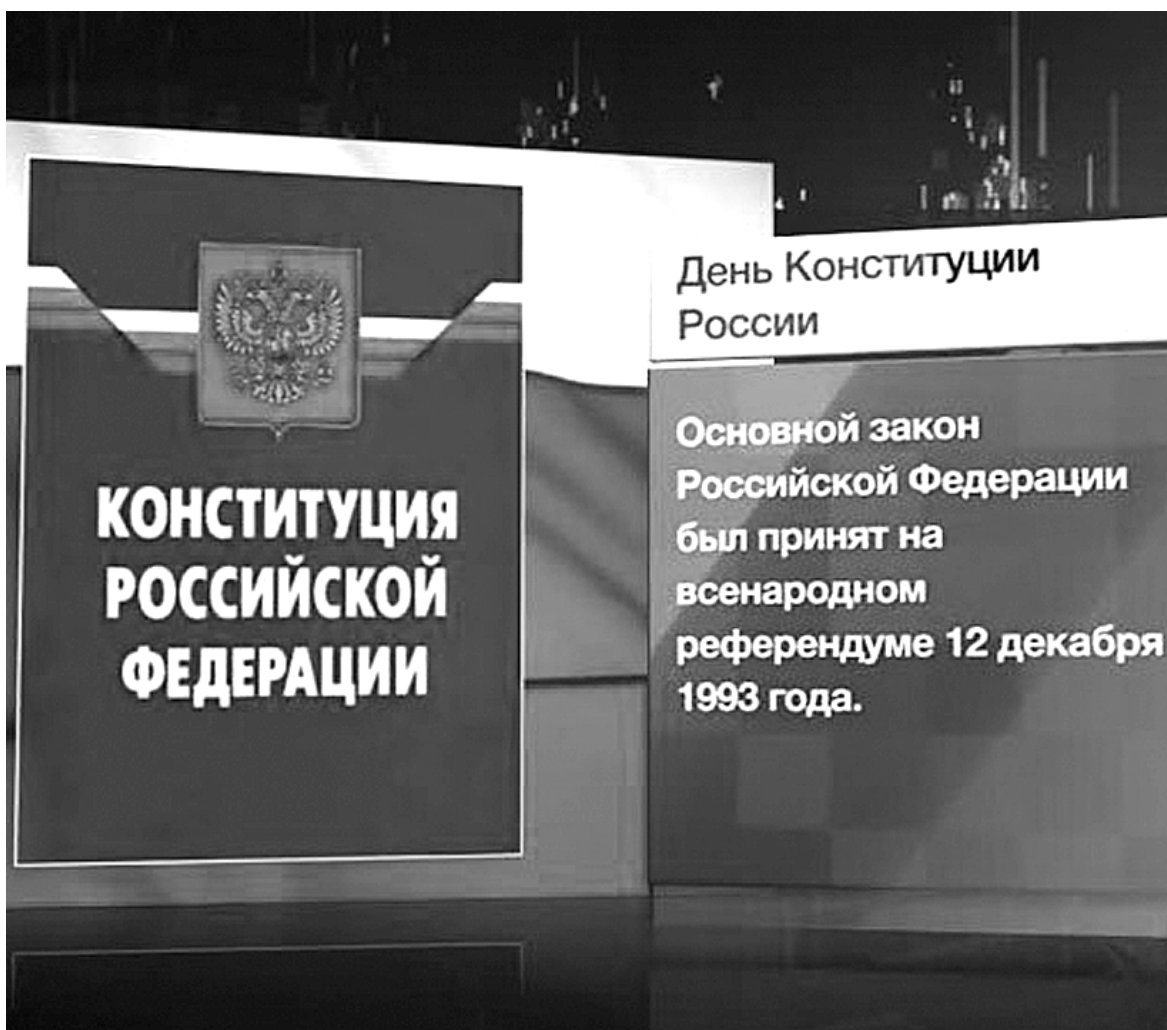 КОНСТИТУЦИЯ
РОССИЙСКОЙ
ФЕДЕРАЦИИ
День Конституции
России
Основной закон
Российской Федерации
был принят на
всенародном
референдуме 12 декабря
1993 года.